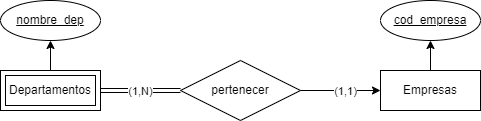 nombre_dep
cod_empresa
Departamentos
(1,N)
pertenecer
(1,1)
Empresas